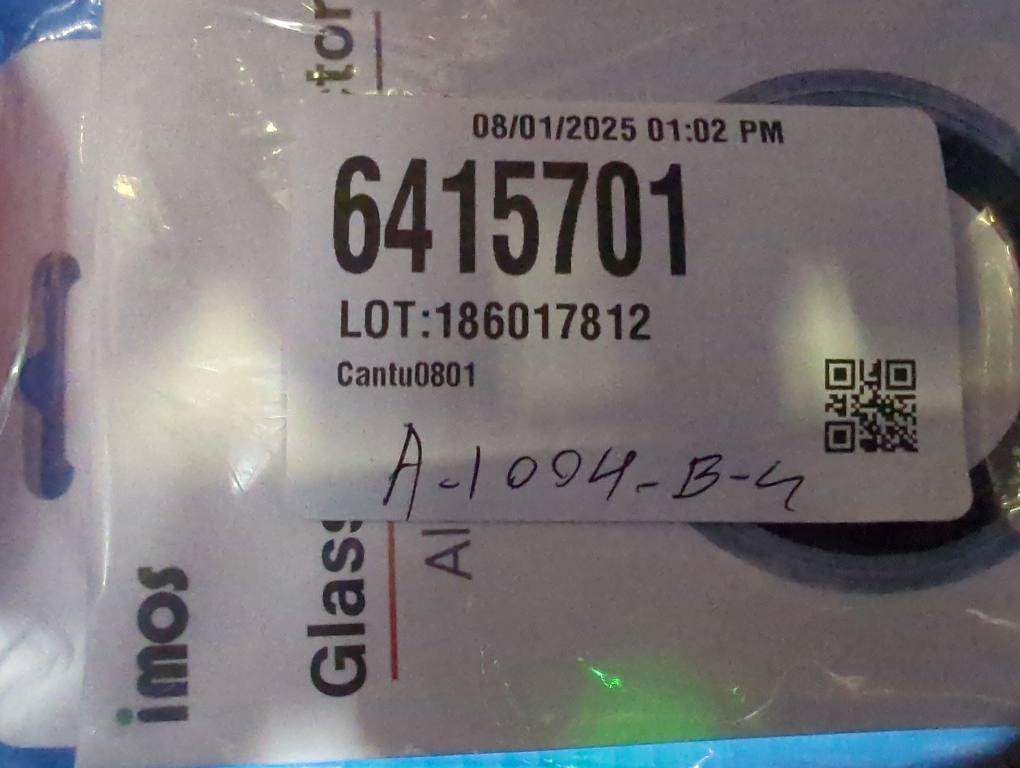 08/01/2025 01:02 PM
6415701
LOT:186017812
Cantu0801
A-1094-B-4
imos
Glass
tor
Al